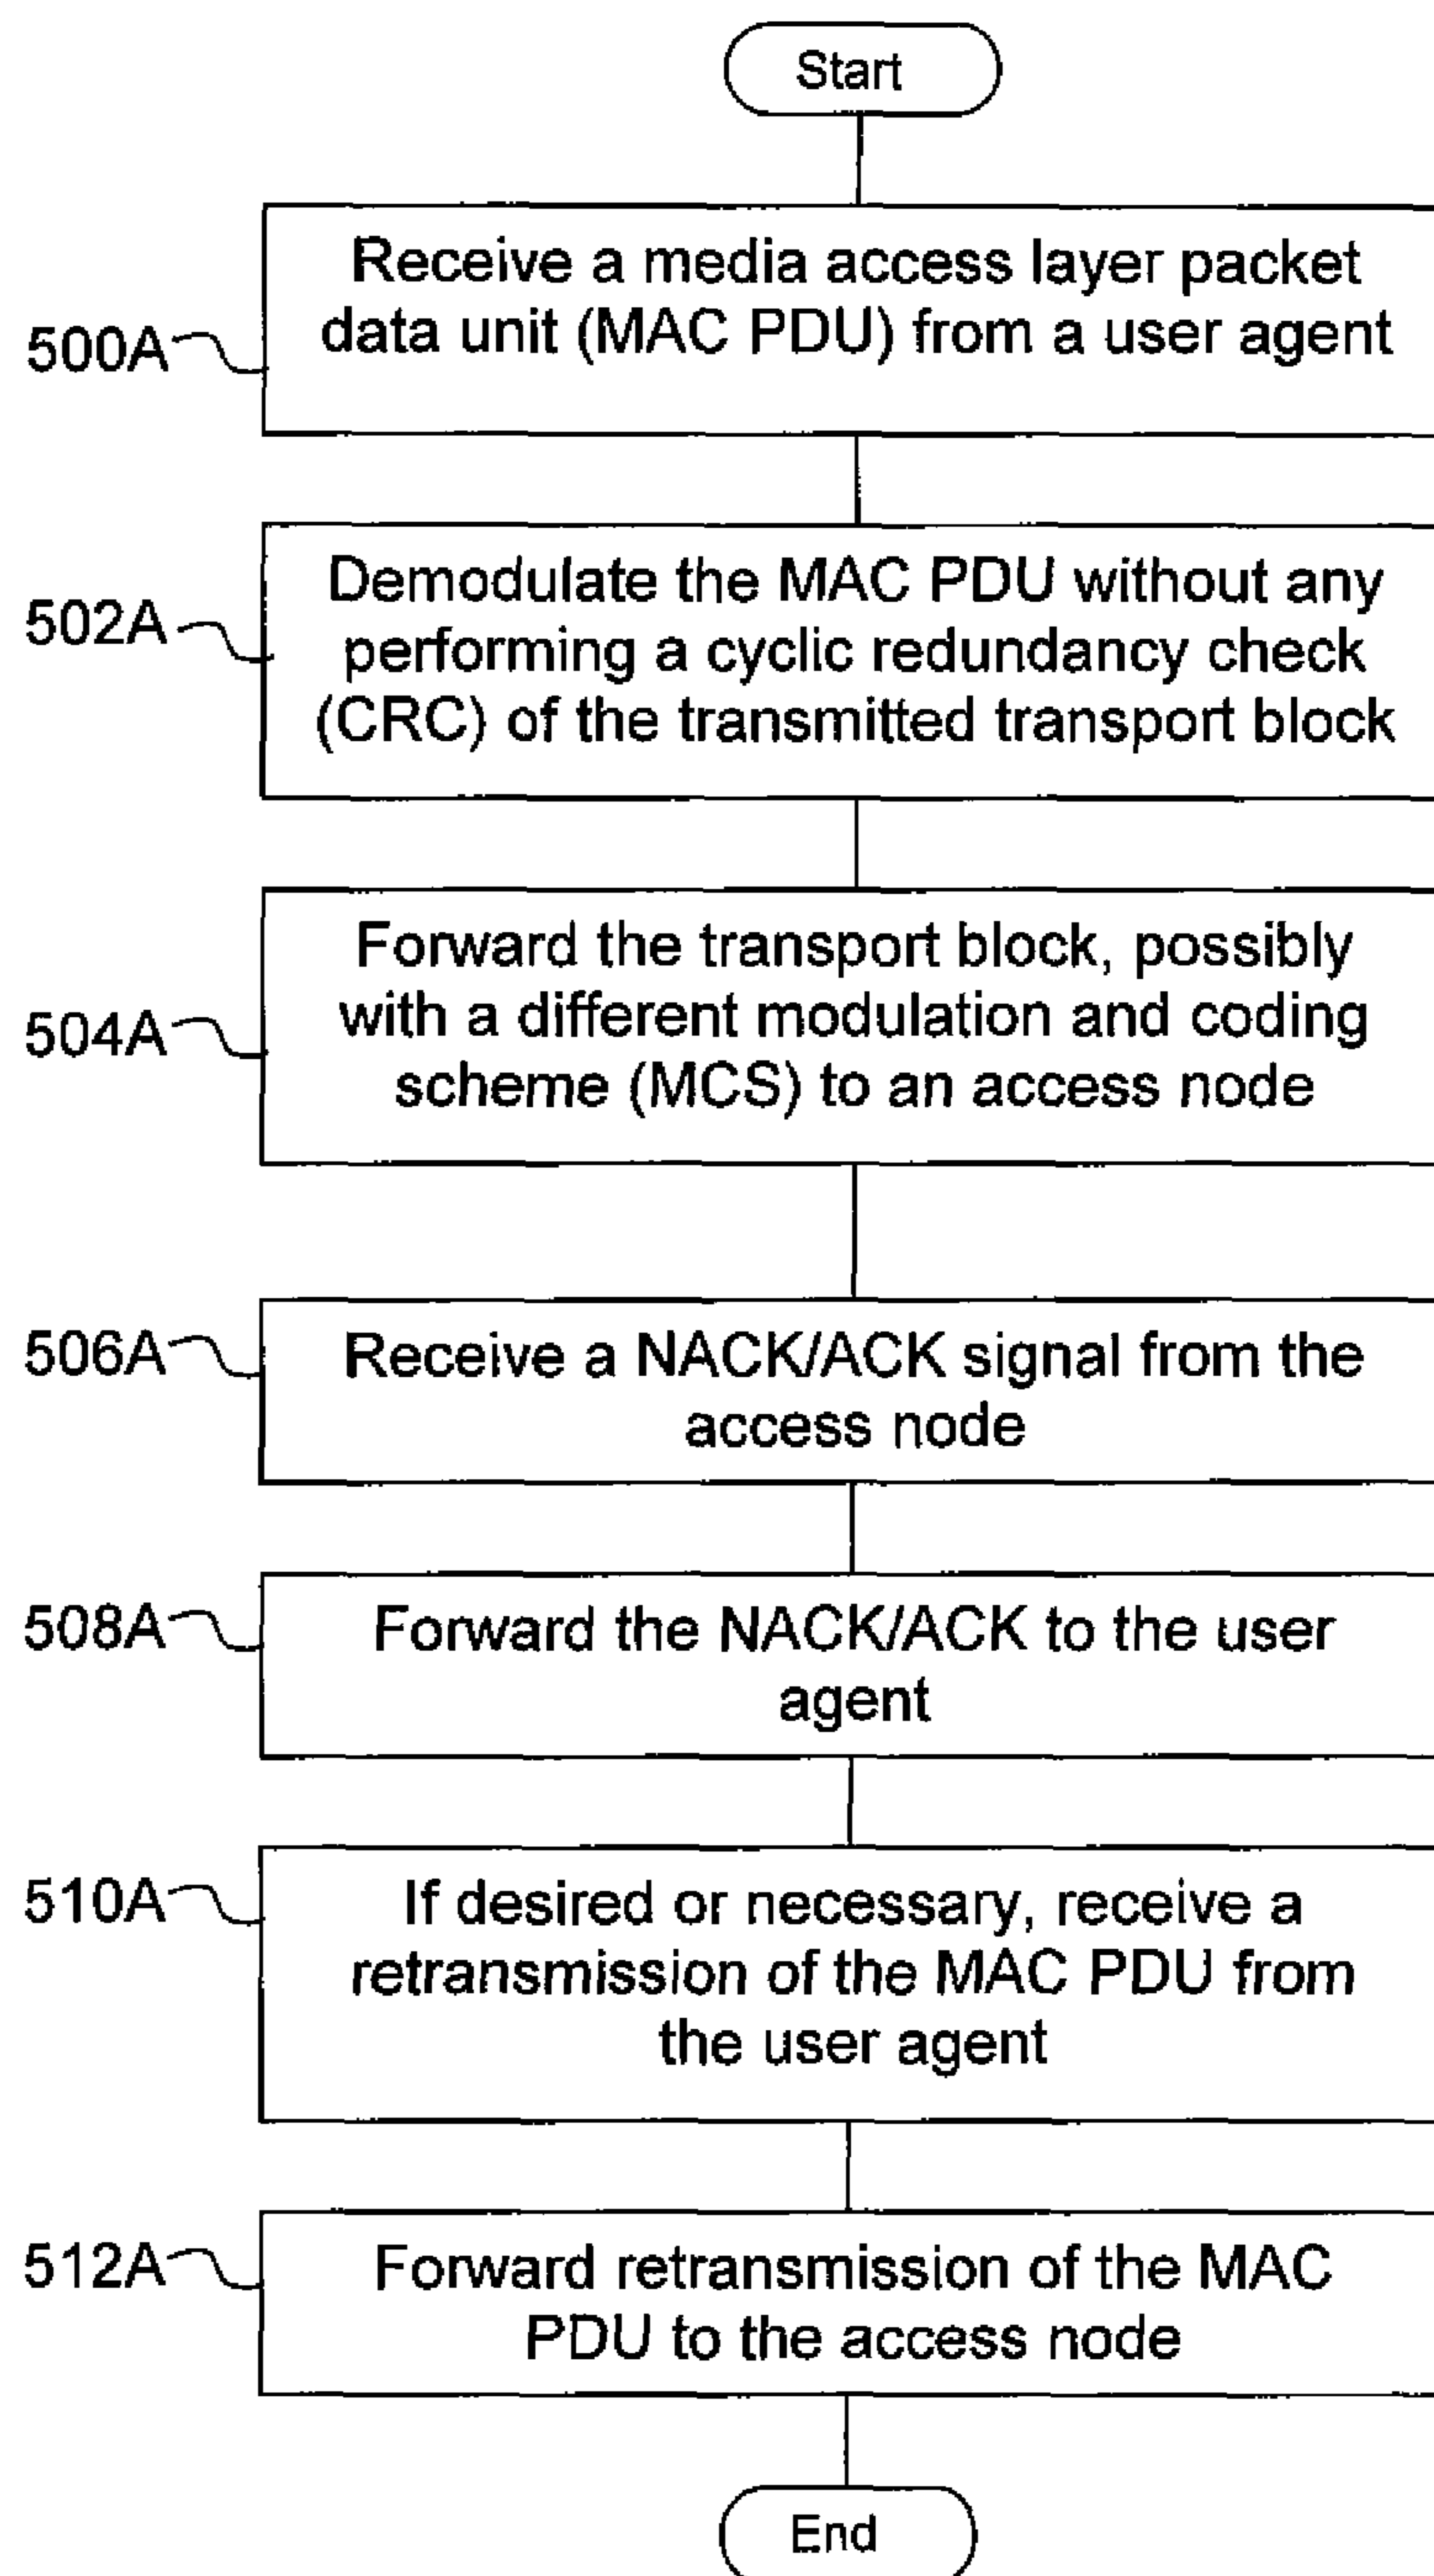 Start
500A
Receive a media access layer packet
data unit (MAC PDU) from a user agent
502A
Demodulate the MAC PDU without any
performing a cyclic redundancy check
(CRC) of the transmitted transport block
504A
Forward the transport block, possibly
with a different modulation and coding
scheme (MCS) to an access node
506A
Receive a NACK/ACK signal from the
access node
508A
Forward the NACK/ACK to the user
agent
510A
If desired or necessary, receive a
retransmission of the MAC PDU from
the user agent
512A
Forward retransmission of the MAC
PDU to the access node
End